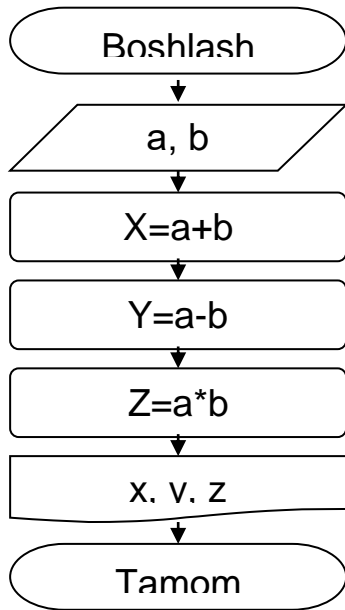 Boshlash
a, b
X=a+b
Y=a-b
Z=a*b
x, y, z
Tamom